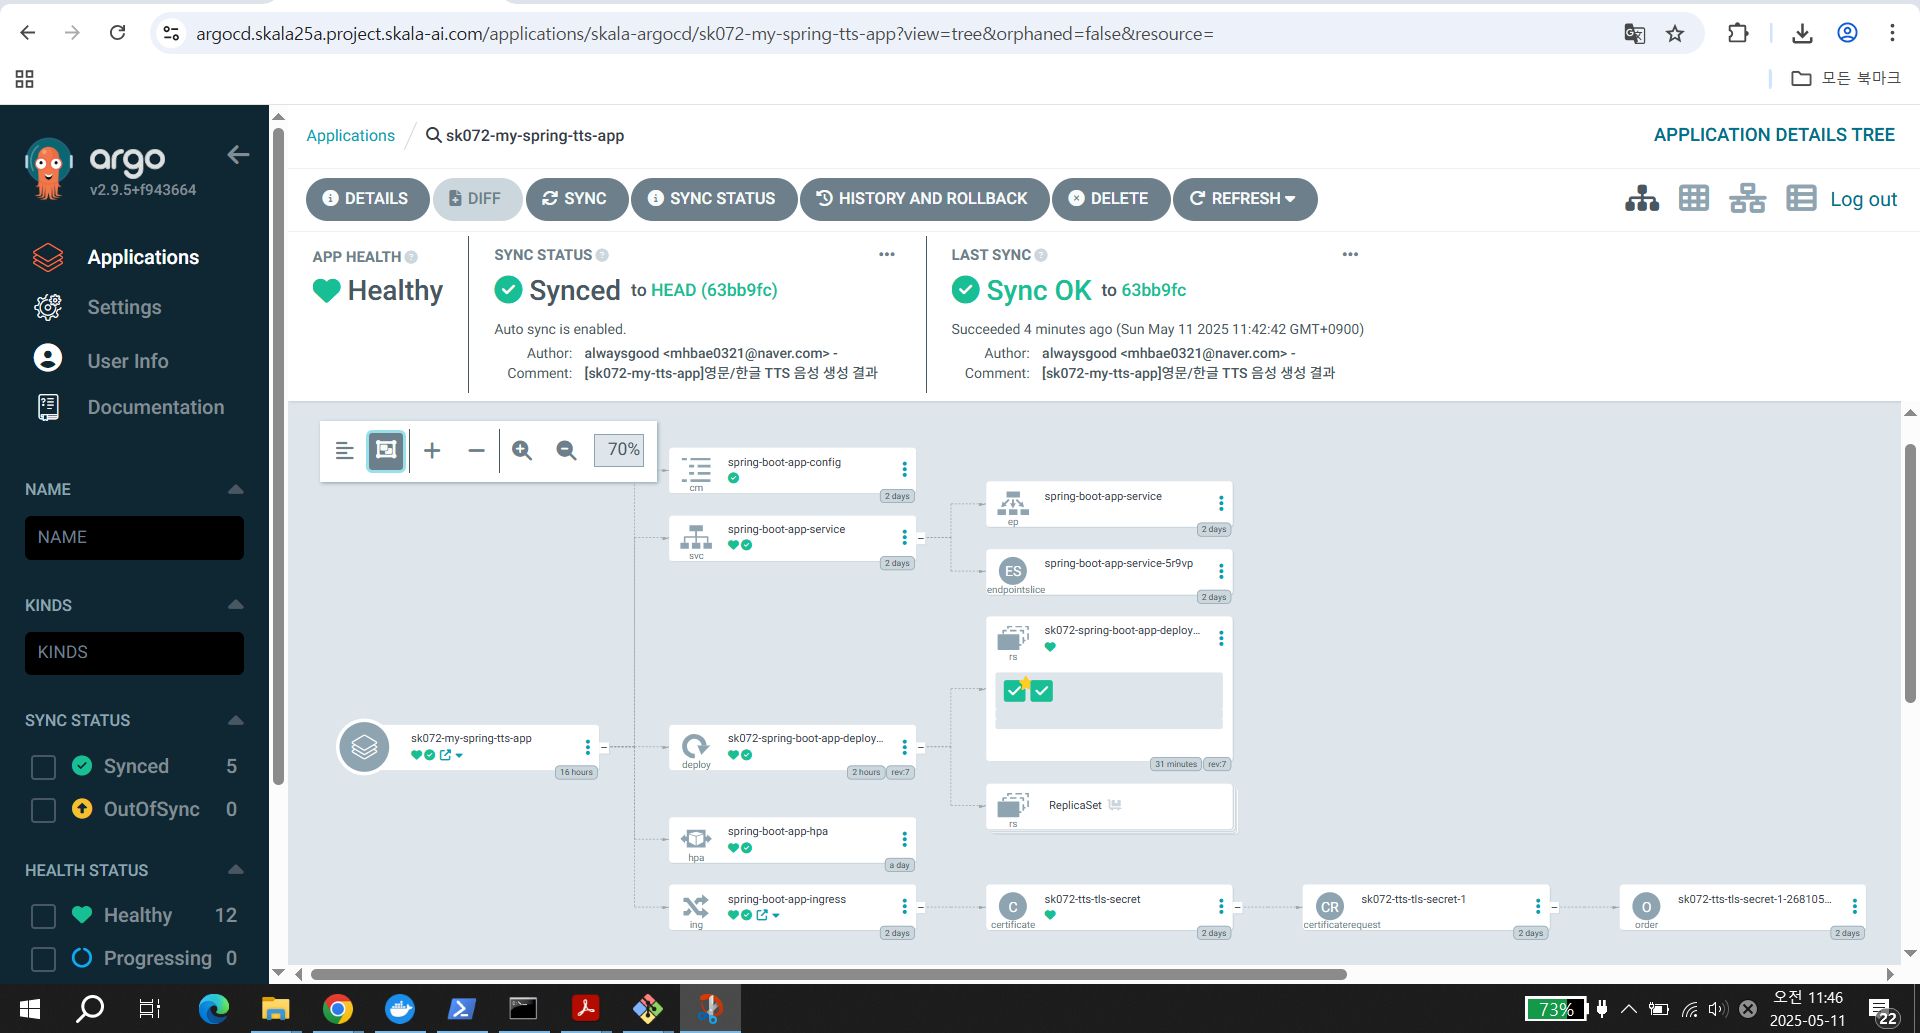 argocd.skala25a.project.skala-ai.com/applications/skala-argocd/sk072-my-spring-tts-app?view=tree&orphaned=false&resource=
모든 북마크
argo
v2.9.5+f943664
Applications
Settings
User Info
Documentation
NAME
NAME
KINDS
KINDS
SYNC STATUS
Synced 5
OutOfSync 0
HEALTH STATUS
Healthy 12
Progressing 0
Applications / sk072-my-spring-tts-app
APPLICATION DETAILS TREE
DETAILS DIFF SYNC SYNC STATUS HISTORY AND ROLLBACK DELETE REFRESH
Log out
APP HEALTH
Healthy
SYNC STATUS
Synced to HEAD (63bb9fc)
Auto sync is enabled.
Author: alwaysgood <mhbae0321@naver.com> -
Comment: [sk072-my-tts-app]영문/한글 TTS 음성 생성 결과
LAST SYNC
Sync OK to 63bb9fc
Succeeded 4 minutes ago (Sun May 11 2025 11:42:42 GMT+0900)
Author: alwaysgood <mhbae0321@naver.com> -
Comment: [sk072-my-tts-app]영문/한글 TTS 음성 생성 결과
70%
sk072-my-spring-tts-app
16 hours
spring-boot-app-config
cm
2 days
spring-boot-app-service
svc
2 days
sk072-spring-boot-app-deploy...
deploy
2 hours rev:7
spring-boot-app-hpa
hpa
a day
spring-boot-app-ingress
ing
2 days
spring-boot-app-service
ep
2 days
ES
spring-boot-app-service-5r9vp
endpointslice
2 days
sk072-spring-boot-app-deploy...
rs
31 minutes rev:7
ReplicaSet
rs
C
sk072-tts-tls-secret
certificate
2 days
CR
sk072-tts-tls-secret-1
certificaterequest
2 days
O
sk072-tts-tls-secret-1-268105...
order
2 days
73%
오전 11:46
2025-05-11
22